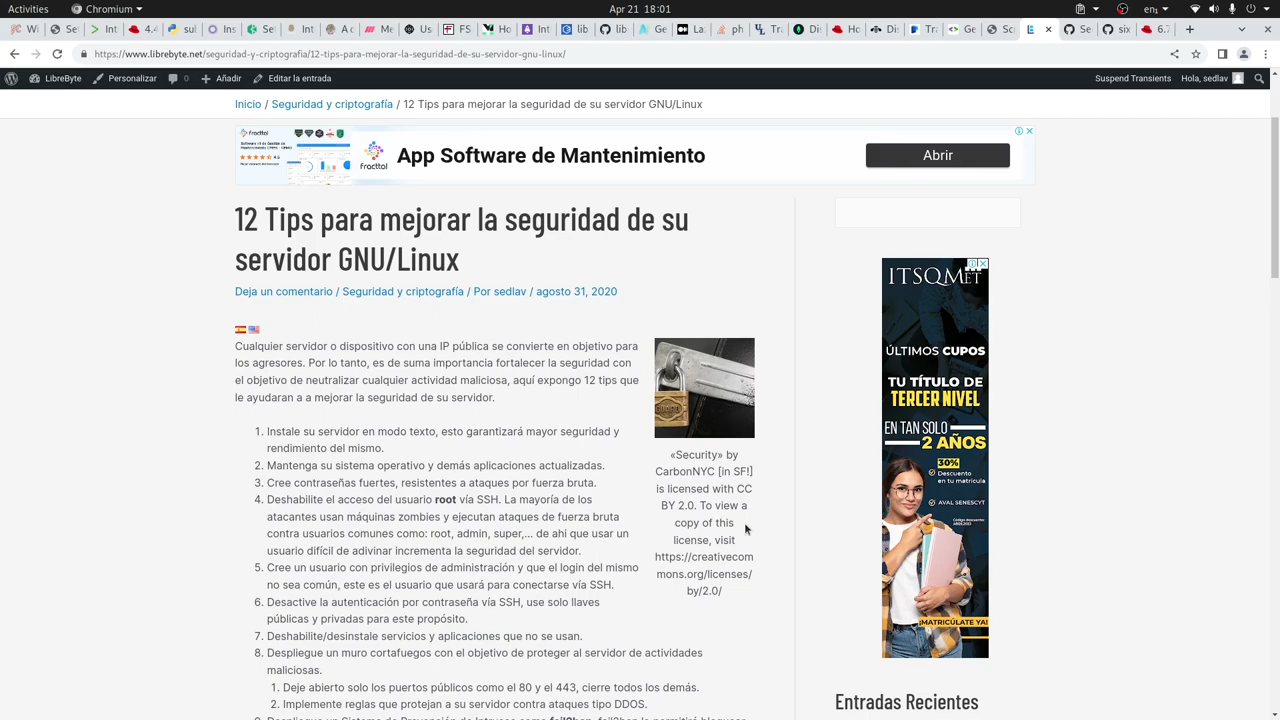 Activities
Chromium
Apr 21 18:01
https://www.librebyte.net/seguridad-y-criptografia/12-tips-para-mejorar-la-seguridad-de-su-servidor-gnu-linux/
LibreByte
Personalizar
0
Añadir
Editar la entrada
Suspend Transients
Hola, sedlav
Inicio / Seguridad y criptografía / 12 Tips para mejorar la seguridad de su servidor GNU/Linux
fracttal
fracttal
App Software de Mantenimiento
Abrir
12 Tips para mejorar la seguridad de su
servidor GNU/Linux
Deja un comentario / Seguridad y criptografía / Por sedlav / agosto 31, 2020
Cualquier servidor o dispositivo con una IP pública se convierte en objetivo para
los agresores. Por lo tanto, es de suma importancia fortalecer la seguridad con
el objetivo de neutralizar cualquier actividad maliciosa, aquí expongo 12 tips que
le ayudaran a a mejorar la seguridad de su servidor.
1. Instale su servidor en modo texto, esto garantizará mayor seguridad y
rendimiento del mismo.
2. Mantenga su sistema operativo y demás aplicaciones actualizadas.
3. Cree contraseñas fuertes, resistentes a ataques por fuerza bruta.
4. Deshabilite el acceso del usuario root vía SSH. La mayoría de los
atacantes usan máquinas zombies y ejecutan ataques de fuerza bruta
contra usuarios comunes como: root, admin, super,... de ahi que usar un
usuario difícil de adivinar incrementa la seguridad del servidor.
5. Cree un usuario con privilegios de administración y que el login del mismo
no sea común, este es el usuario que usará para conectarse vía SSH.
6. Desactive la autenticación por contraseña vía SSH, use solo llaves
públicas y privadas para este propósito.
7. Deshabilite/desinstale servicios y aplicaciones que no se usan.
8. Despliegue un muro cortafuegos con el objetivo de proteger al servidor de actividades
maliciosas.
1. Deje abierto solo los puertos públicos como el 80 y el 443, cierre todos los demás.
2. Implemente reglas que protejan a su servidor contra ataques tipo DDOS.
«Security» by
CarbonNYC [in SF!]
is licensed with CC
BY 2.0. To view a
copy of this
license, visit
https://creativecom
mons.org/licenses/
by/2.0/
ITSQMET
ÚLTIMOS CUPOS
TU TÍTULO DE
TERCER NIVEL
EN TAN SOLO
2 AÑOS
30%
Descuento
en tu matrícula
AVAL SENESCYT
¡MATRICÚLATE YA!
Entradas Recientes